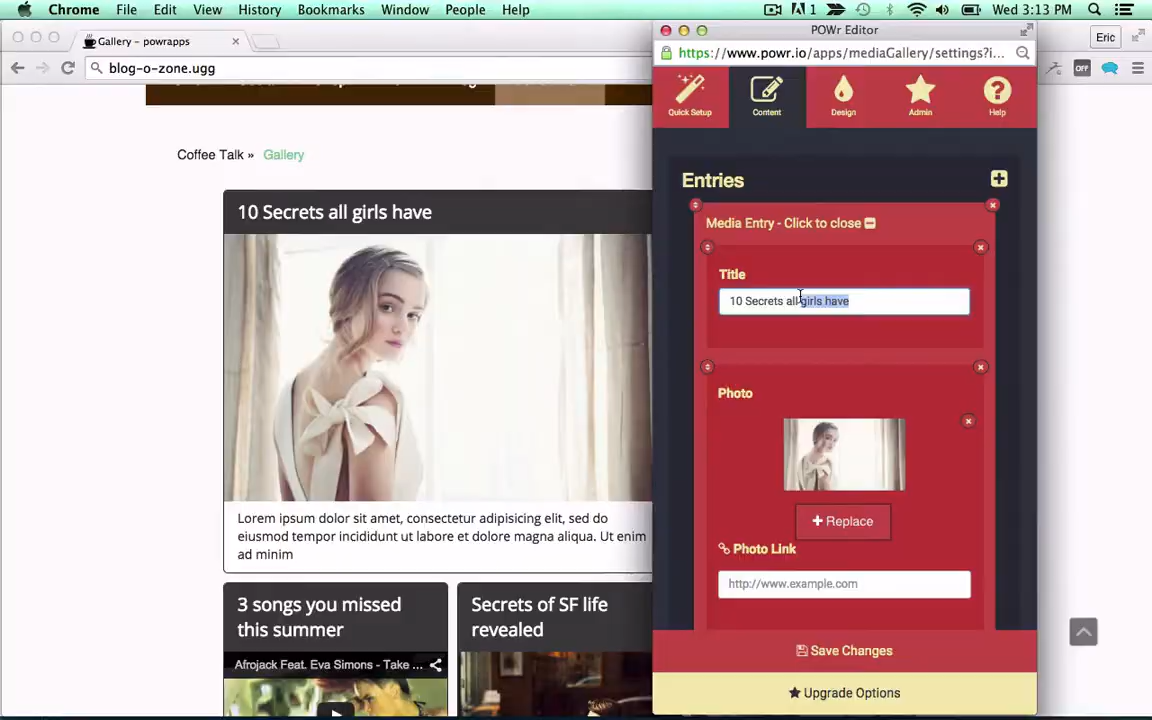 Chrome File Edit View History Bookmarks Window People Help
1 Wed 3:13 PM
Gallery – powrapps
Eric
blog-o-zone.ugg
OFF
Coffee Talk » Gallery
10 Secrets all girls have
Lorem ipsum dolor sit amet, consectetur adipisicing elit, sed do
eiusmod tempor incididunt ut labore et dolore magna aliqua. Ut enim
ad minim
3 songs you missed
this summer
Afrojack Feat. Eva Simons - Take ...
Secrets of SF life
revealed
POWr Editor
https://www.powr.io/apps/mediaGallery/settings?i...
Quick Setup
Content
Design
Admin
Help
Entries
Media Entry - Click to close
Title
10 Secrets all girls have
Photo
Replace
Photo Link
http://www.example.com
Save Changes
Upgrade Options